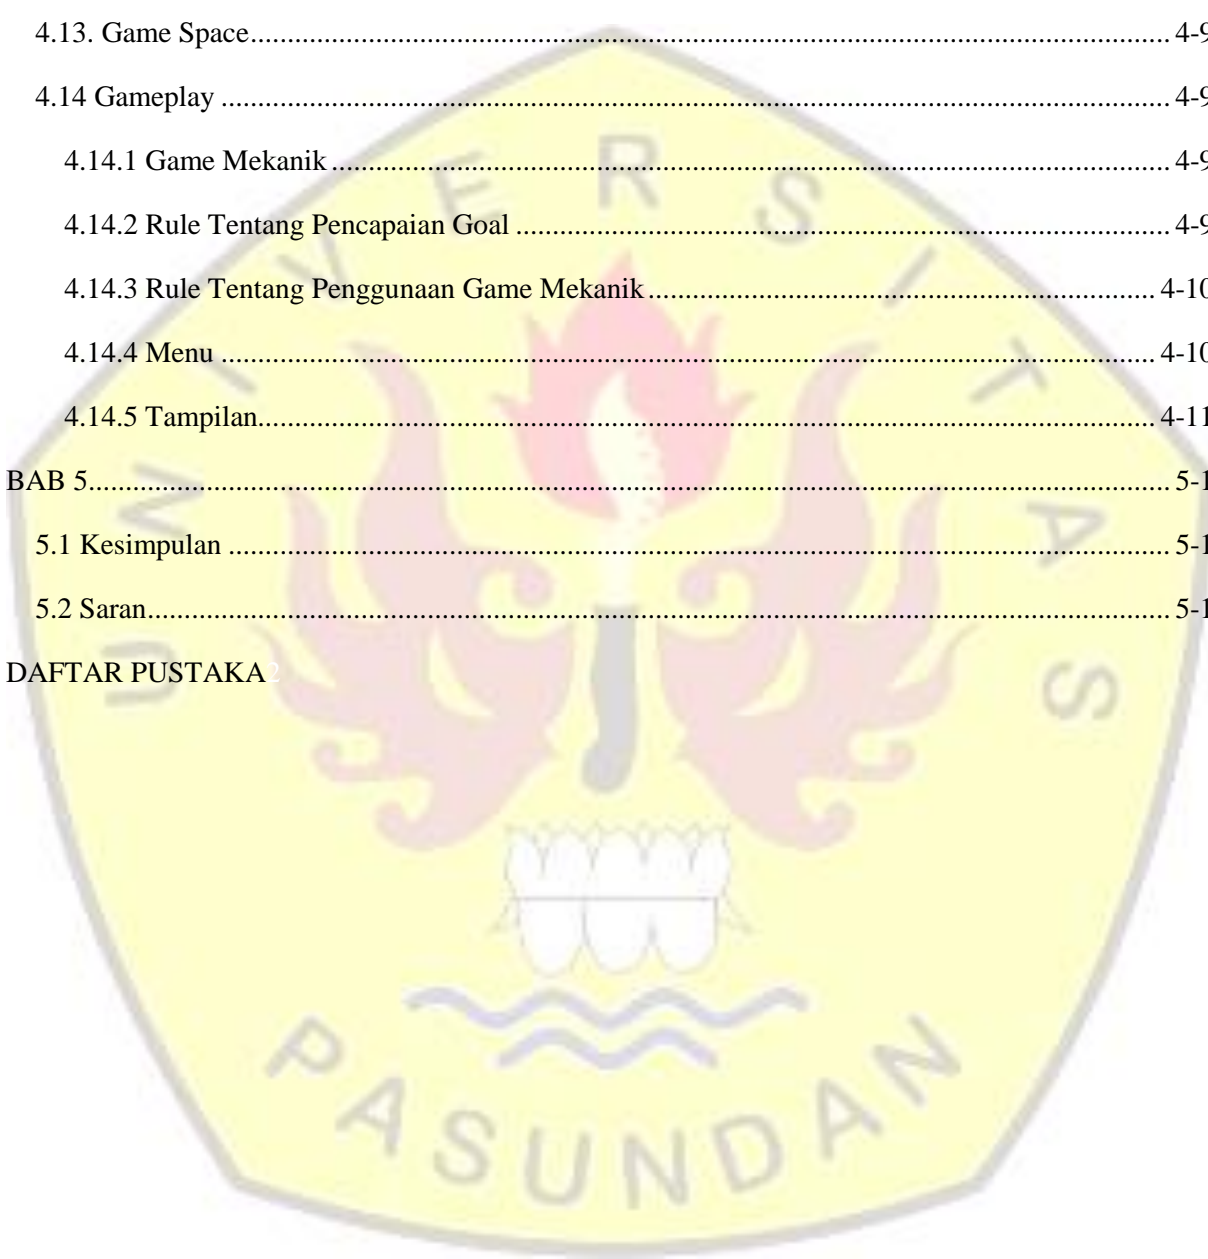 4.13. Game Space.......................................................................................................................... 4-9
4.14 Gameplay .............................................................................................................................. 4-9
4.14.1 Game Mekanik ............................................................................................................... 4-9
4.14.2 Rule Tentang Pencapaian Goal ...................................................................................... 4-9
4.14.3 Rule Tentang Penggunaan Game Mekanik ................................................................... 4-10
4.14.4 Menu ............................................................................................................................ 4-10
4.14.5 Tampilan....................................................................................................................... 4-11
BAB 5............................................................................................................................................. 5-1
5.1 Kesimpulan ............................................................................................................................ 5-1
5.2 Saran...................................................................................................................................... 5-1
DAFTAR PUSTAKA2
UNIVERSITAS
PASUNDAN